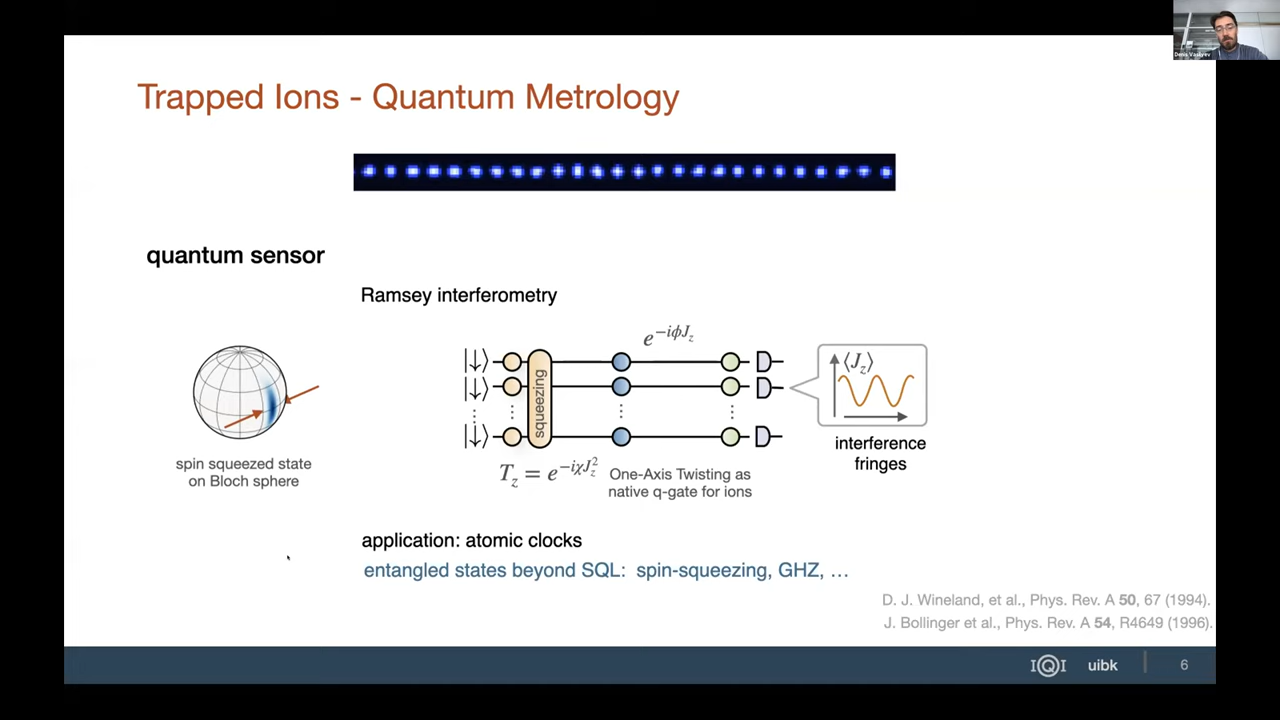 Denis Vasilyev
Trapped Ions - Quantum Metrology
quantum sensor
Ramsey interferometry
e^{-iϕJ_z}
|↓⟩
|↓⟩
|↓⟩
squeezing
⟨J_z⟩
interference
fringes
spin squeezed state
on Bloch sphere
T_z = e^{-iχJ_z^2}
One-Axis Twisting as
native q-gate for ions
application: atomic clocks
entangled states beyond SQL: spin-squeezing, GHZ, …
D. J. Wineland, et al., Phys. Rev. A 50, 67 (1994).
J. Bollinger et al., Phys. Rev. A 54, R4649 (1996).
IQI uibk 6